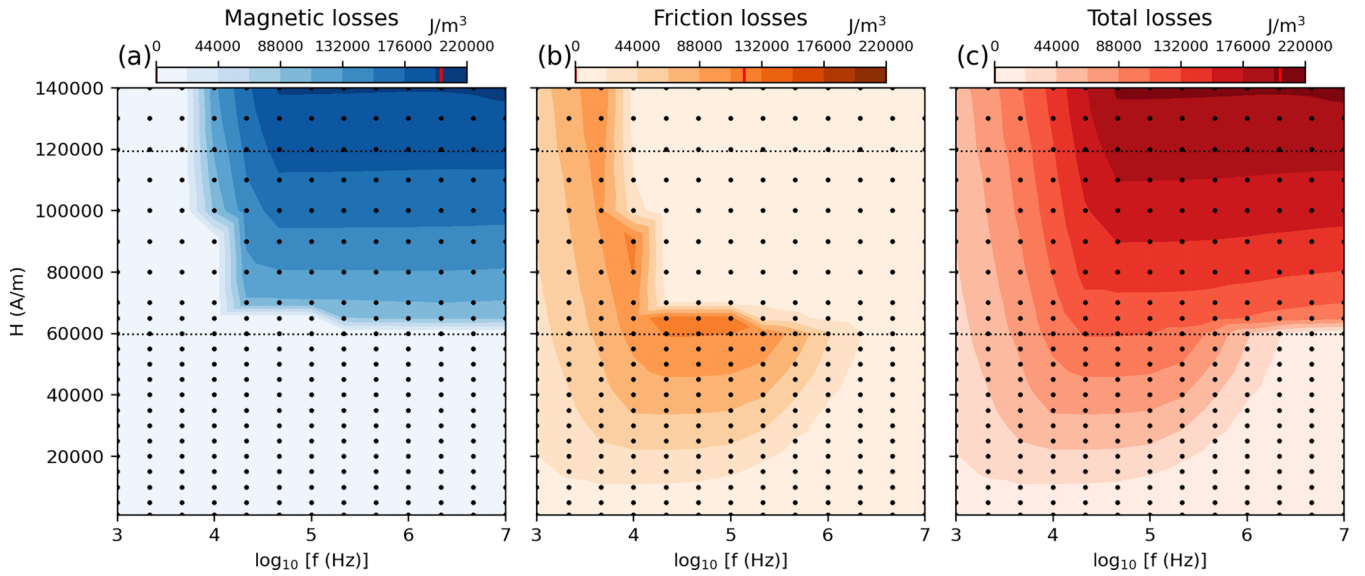 Magnetic losses
Friction losses
Total losses
(a)
J/m³
0 44000 88000 132000 176000 220000
(b)
J/m³
0 44000 88000 132000 176000 220000
(c)
J/m³
0 44000 88000 132000 176000 220000
H (A/m)
140000
120000
100000
80000
60000
40000
20000
3 4 5 6 7
3 4 5 6 7
3 4 5 6 7
log₁₀ [f (Hz)]
log₁₀ [f (Hz)]
log₁₀ [f (Hz)]